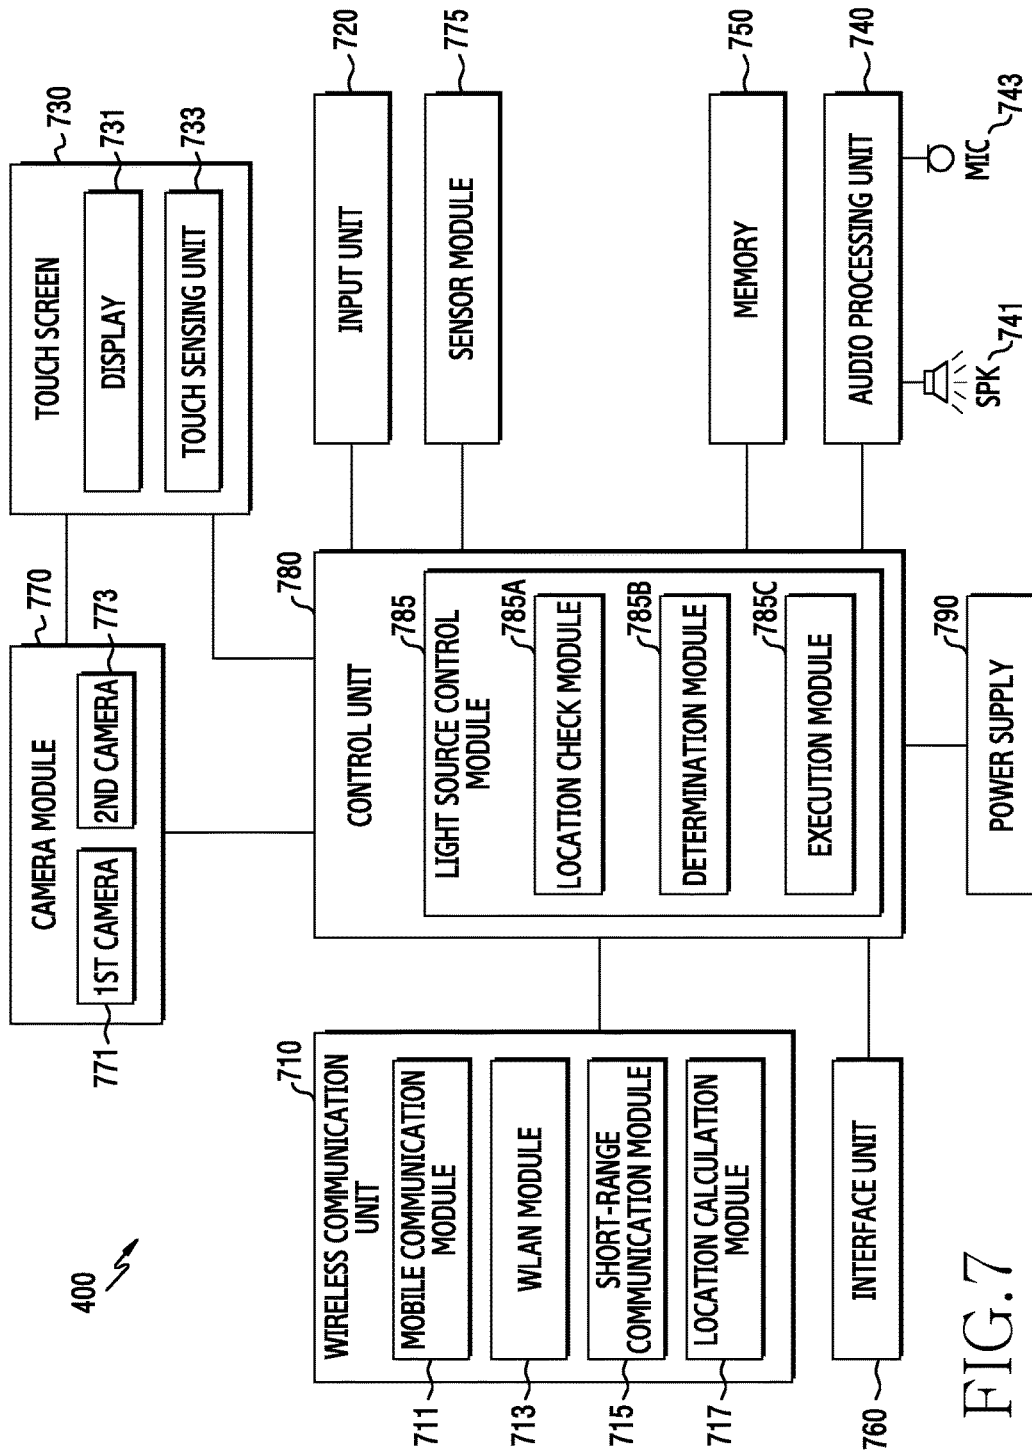 400
710
WIRELESS COMMUNICATION
UNIT
711
MOBILE COMMUNICATION
MODULE
713
WLAN MODULE
715
SHORT-RANGE
COMMUNICATION MODULE
717
LOCATION CALCULATION
MODULE
760
INTERFACE UNIT
770
CAMERA MODULE
771
1ST CAMERA
773
2ND CAMERA
780
CONTROL UNIT
785
LIGHT SOURCE CONTROL
MODULE
785A
LOCATION CHECK MODULE
785B
DETERMINATION MODULE
785C
EXECUTION MODULE
790
POWER SUPPLY
730
TOUCH SCREEN
731
DISPLAY
733
TOUCH SENSING UNIT
720
INPUT UNIT
775
SENSOR MODULE
750
MEMORY
740
AUDIO PROCESSING UNIT
SPK
741
MIC
743
FIG.7